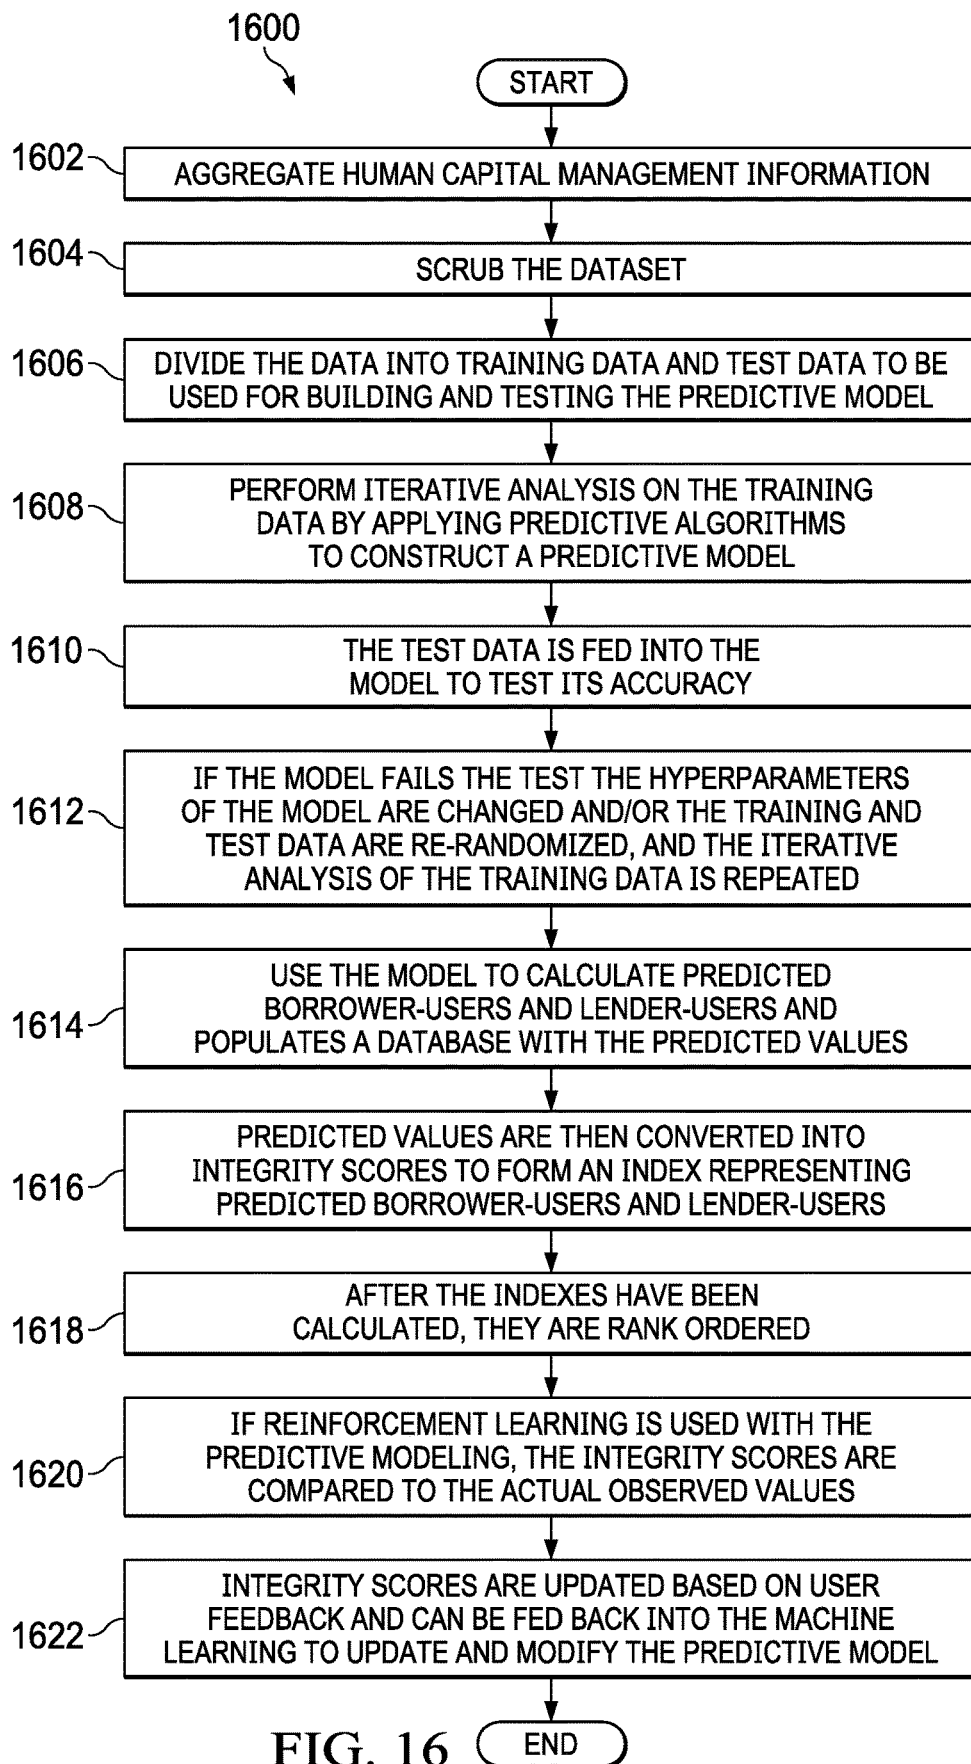 1600
START
1602
AGGREGATE HUMAN CAPITAL MANAGEMENT INFORMATION
1604
SCRUB THE DATASET
1606
DIVIDE THE DATA INTO TRAINING DATA AND TEST DATA TO BE
USED FOR BUILDING AND TESTING THE PREDICTIVE MODEL
1608
PERFORM ITERATIVE ANALYSIS ON THE TRAINING
DATA BY APPLYING PREDICTIVE ALGORITHMS
TO CONSTRUCT A PREDICTIVE MODEL
1610
THE TEST DATA IS FED INTO THE
MODEL TO TEST ITS ACCURACY
1612
IF THE MODEL FAILS THE TEST THE HYPERPARAMETERS
OF THE MODEL ARE CHANGED AND/OR THE TRAINING AND
TEST DATA ARE RE-RANDOMIZED, AND THE ITERATIVE
ANALYSIS OF THE TRAINING DATA IS REPEATED
1614
USE THE MODEL TO CALCULATE PREDICTED
BORROWER-USERS AND LENDER-USERS AND
POPULATES A DATABASE WITH THE PREDICTED VALUES
1616
PREDICTED VALUES ARE THEN CONVERTED INTO
INTEGRITY SCORES TO FORM AN INDEX REPRESENTING
PREDICTED BORROWER-USERS AND LENDER-USERS
1618
AFTER THE INDEXES HAVE BEEN
CALCULATED, THEY ARE RANK ORDERED
1620
IF REINFORCEMENT LEARNING IS USED WITH THE
PREDICTIVE MODELING, THE INTEGRITY SCORES ARE
COMPARED TO THE ACTUAL OBSERVED VALUES
1622
INTEGRITY SCORES ARE UPDATED BASED ON USER
FEEDBACK AND CAN BE FED BACK INTO THE MACHINE
LEARNING TO UPDATE AND MODIFY THE PREDICTIVE MODEL
FIG. 16
END